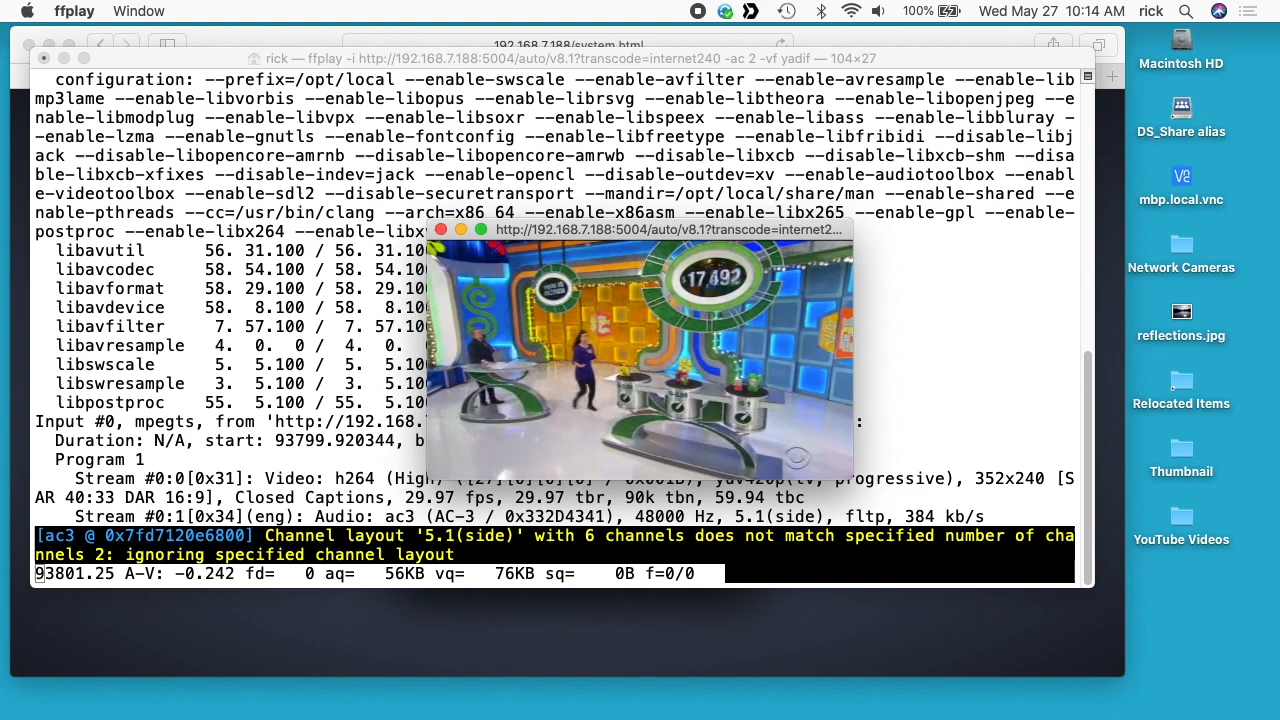 ffplay Window 100% Wed May 27 10:14 AM rick
192.168.7.188/system.html
rick — ffplay -i http://192.168.7.188:5004/auto/v8.1?transcode=internet240 -ac 2 -vf yadif — 104×27
configuration: --prefix=/opt/local --enable-swscale --enable-avfilter --enable-avresample --enable-lib
mp3lame --enable-libvorbis --enable-libopus --enable-librsvg --enable-libtheora --enable-libopenjpeg --e
nable-libmodplug --enable-libvpx --enable-libsoxr --enable-libspeex --enable-libass --enable-libbluray -
-enable-lzma --enable-gnutls --enable-fontconfig --enable-libfreetype --enable-libfribidi --disable-libj
ack --disable-libopencore-amrnb --disable-libopencore-amrwb --disable-libxcb --disable-libxcb-shm --disa
ble-libxcb-xfixes --disable-indev=jack --enable-opencl --disable-outdev=xv --enable-audiotoolbox --enabl
e-videotoolbox --enable-sdl2 --disable-securetransport --mandir=/opt/local/share/man --enable-shared --e
nable-pthreads --cc=/usr/bin/clang --arch=x86_64 --enable-x86asm --enable-libx265 --enable-gpl --enable-
postproc --enable-libx264 --enable-libx
libavutil 56. 31.100 / 56. 31.10
libavcodec 58. 54.100 / 58. 54.10
libavformat 58. 29.100 / 58. 29.10
libavdevice 58. 8.100 / 58. 8.10
libavfilter 7. 57.100 / 7. 57.10
libavresample 4. 0. 0 / 4. 0.
libswscale 5. 5.100 / 5. 5.10
libswresample 3. 5.100 / 3. 5.10
libpostproc 55. 5.100 / 55. 5.10
Input #0, mpegts, from 'http://192.168. :
Duration: N/A, start: 93799.920344, b
Program 1
Stream #0:0[0x31]: Video: h264 (High) progressive), 352x240 [S
AR 40:33 DAR 16:9], Closed Captions, 29.97 fps, 29.97 tbr, 90k tbn, 59.94 tbc
Stream #0:1[0x34](eng): Audio: ac3 (AC-3 / 0x332D4341), 48000 Hz, 5.1(side), fltp, 384 kb/s
[ac3 @ 0x7fd7120e6800] Channel layout '5.1(side)' with 6 channels does not match specified number of cha
nnels 2: ignoring specified channel layout
93801.25 A-V: -0.242 fd= 0 aq= 56KB vq= 76KB sq= 0B f=0/0
http://192.168.7.188:5004/auto/v8.1?transcode=internet2...
$17,492
Macintosh HD
DS_Share alias
mbp.local.vnc
Network Cameras
reflections.jpg
Relocated Items
Thumbnail
YouTube Videos